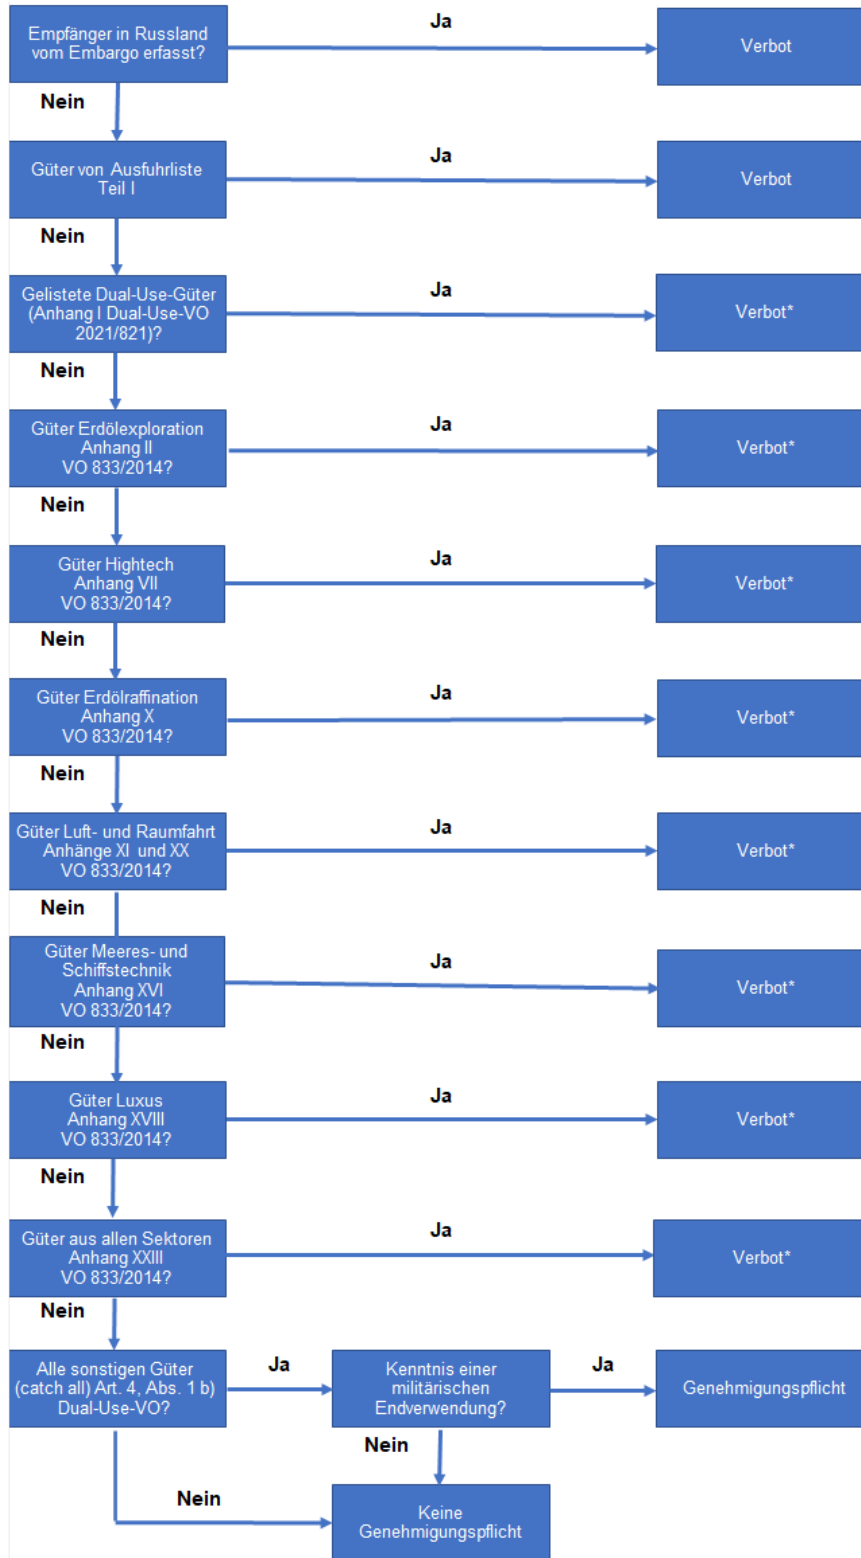 Empfänger in Russland
vom Embargo erfasst?
Ja
Verbot
Nein
Güter von Ausfuhrliste
Teil I
Ja
Verbot
Nein
Gelistete Dual-Use-Güter
(Anhang I Dual-Use-VO
2021/821)?
Ja
Verbot*
Nein
Güter Erdölexploration
Anhang II
VO 833/2014?
Ja
Verbot*
Nein
Güter Hightech
Anhang VII
VO 833/2014?
Ja
Verbot*
Nein
Güter Erdölraffination
Anhang X
VO 833/2014?
Ja
Verbot*
Nein
Güter Luft- und Raumfahrt
Anhänge XI und XX
VO 833/2014?
Ja
Verbot*
Nein
Güter Meeres- und
Schiffstechnik
Anhang XVI
VO 833/2014?
Ja
Verbot*
Nein
Güter Luxus
Anhang XVIII
VO 833/2014?
Ja
Verbot*
Nein
Güter aus allen Sektoren
Anhang XXIII
VO 833/2014?
Ja
Verbot*
Nein
Alle sonstigen Güter
(catch all) Art. 4, Abs. 1 b)
Dual-Use-VO?
Ja
Kenntnis einer
militärischen
Endverwendung?
Ja
Genehmigungspflicht
Nein
Nein
Keine
Genehmigungspflicht